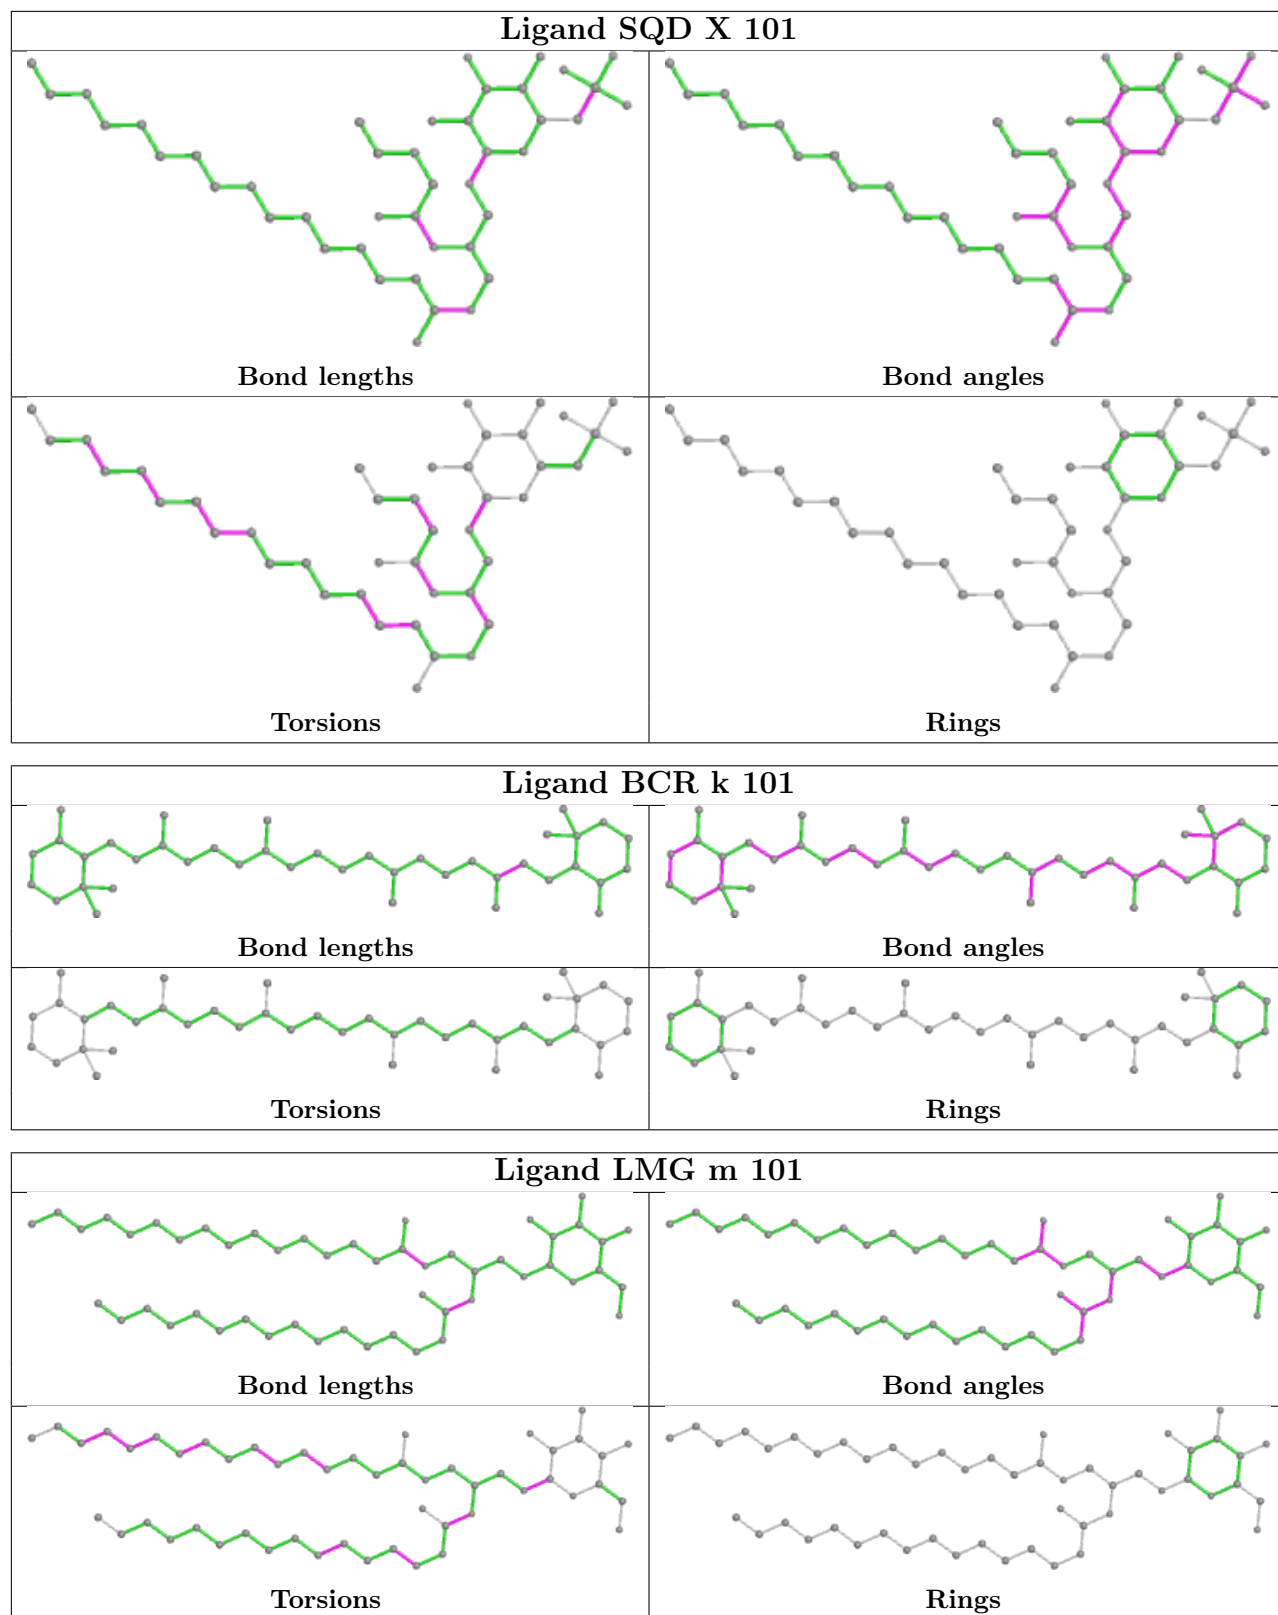 Ligand SQD X 101
Bond lengths
Bond angles
Torsions
Rings
Ligand BCR k 101
Bond lengths
Bond angles
Torsions
Rings
Ligand LMG m 101
Bond lengths
Bond angles
Torsions
Rings